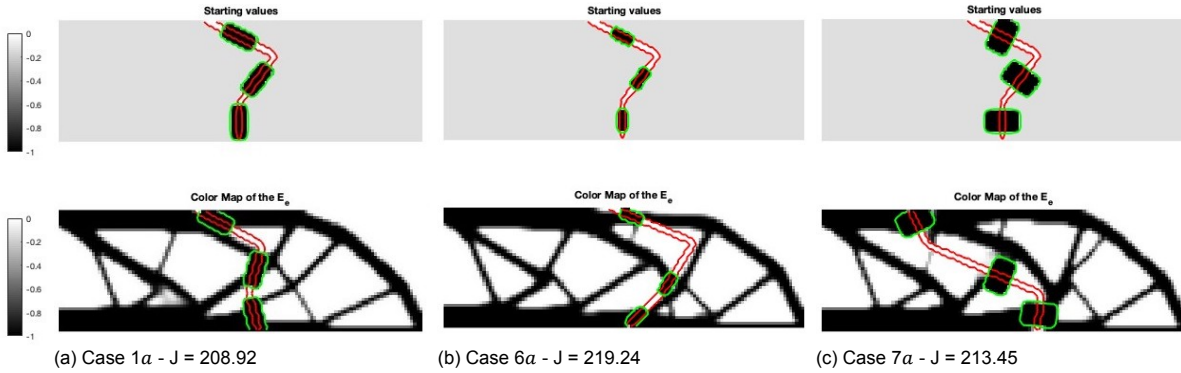 Starting values
Starting values
Starting values
0
-0.2
-0.4
-0.6
-0.8
-1
Color Map of the E_e
Color Map of the E_e
Color Map of the E_e
0
-0.2
-0.4
-0.6
-0.8
-1
(a) Case 1a - J = 208.92
(b) Case 6a - J = 219.24
(c) Case 7a - J = 213.45